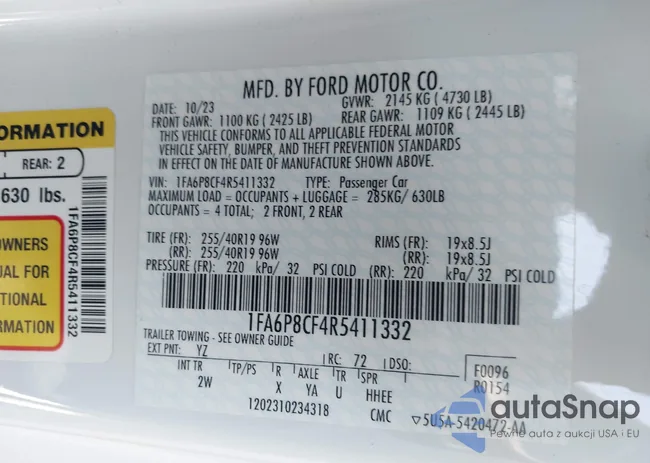 MFD. BY FORD MOTOR CO.
DATE: 10/23 GVWR: 2145 KG (4730 LB)
FRONT GAWR: 1100 KG (2425 LB) REAR GAWR: 1109 KG (2445 LB)
THIS VEHICLE CONFORMS TO ALL APPLICABLE FEDERAL MOTOR
VEHICLE SAFETY, BUMPER, AND THEFT PREVENTION STANDARDS
IN EFFECT ON THE DATE OF MANUFACTURE SHOWN ABOVE.
VIN: 1FA6P8CF4R5411332 TYPE: Passenger Car
MAXIMUM LOAD = OCCUPANTS + LUGGAGE = 285KG/ 630LB
OCCUPANTS = 4 TOTAL; 2 FRONT, 2 REAR
TIRE (FR): 255/40R19 96W RIMS (FR): 19x8.5J
(RR): 255/40R19 96W (RR): 19x8.5J
PRESSURE (FR): 220 kPa/ 32 PSI COLD (RR): 220 kPa/ 32 PSI COLD
1FA6P8CF4R5411332
TRAILER TOWING - SEE OWNER GUIDE
EXT PNT: YZ RC: 72 DSO:
F0096
R0154
INT TR TP/PS R AXLE TR SPR
2W X YA U HHEE
1202310234318 CMC ▽5U5A-5420472-AA
ORMATION
REAR: 2
630 lbs.
1FA6P8CF4R5411332
OWNERS
UAL FOR
TIONAL
RMATION
autaSnap
Pewne auta z aukcji USA i EU